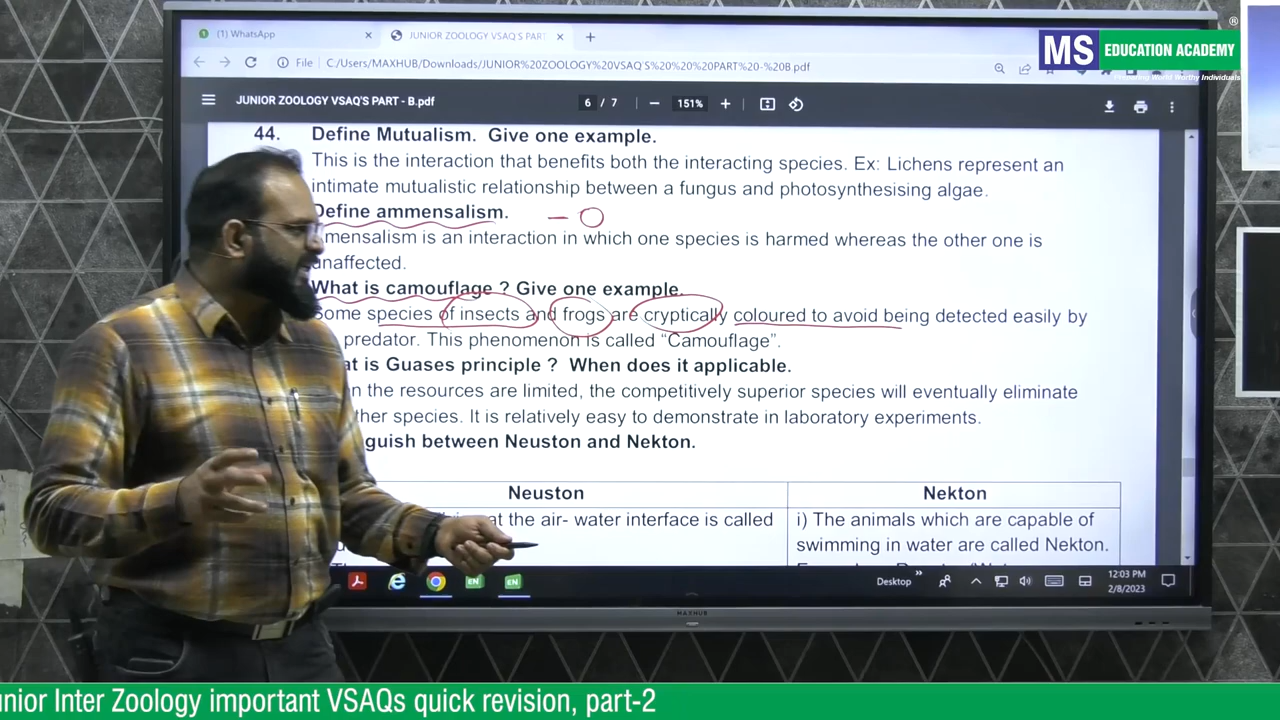 (1) WhatsApp
JUNIOR ZOOLOGY VSAQ S PART
MS EDUCATION ACADEMY
®
Preparing World Worthy Individuals
File C:/Users/MAXHUB/Downloads/JUNIOR%20ZOOLOGY%20VSAQ'S%20%20%20PART%20-%20B.pdf
JUNIOR ZOOLOGY VSAQ'S PART - B.pdf
6 / 7
151%
44. Define Mutualism. Give one example.
This is the interaction that benefits both the interacting species. Ex: Lichens represent an
intimate mutualistic relationship between a fungus and photosynthesising algae.
Define ammensalism. – O
mensalism is an interaction in which one species is harmed whereas the other one is
unaffected.
What is camouflage ? Give one example.
Some species of insects and frogs are cryptically coloured to avoid being detected easily by
predator. This phenomenon is called “Camouflage”.
at is Guases principle ? When does it applicable.
n the resources are limited, the competitively superior species will eventually eliminate
ther species. It is relatively easy to demonstrate in laboratory experiments.
guish between Neuston and Nekton.
Neuston
Nekton
at the air- water interface is called
i) The animals which are capable of
swimming in water are called Nekton.
EN
EN
Desktop
12:03 PM
2/8/2023
MAXHUB
unior Inter Zoology important VSAQs quick revision, part-2